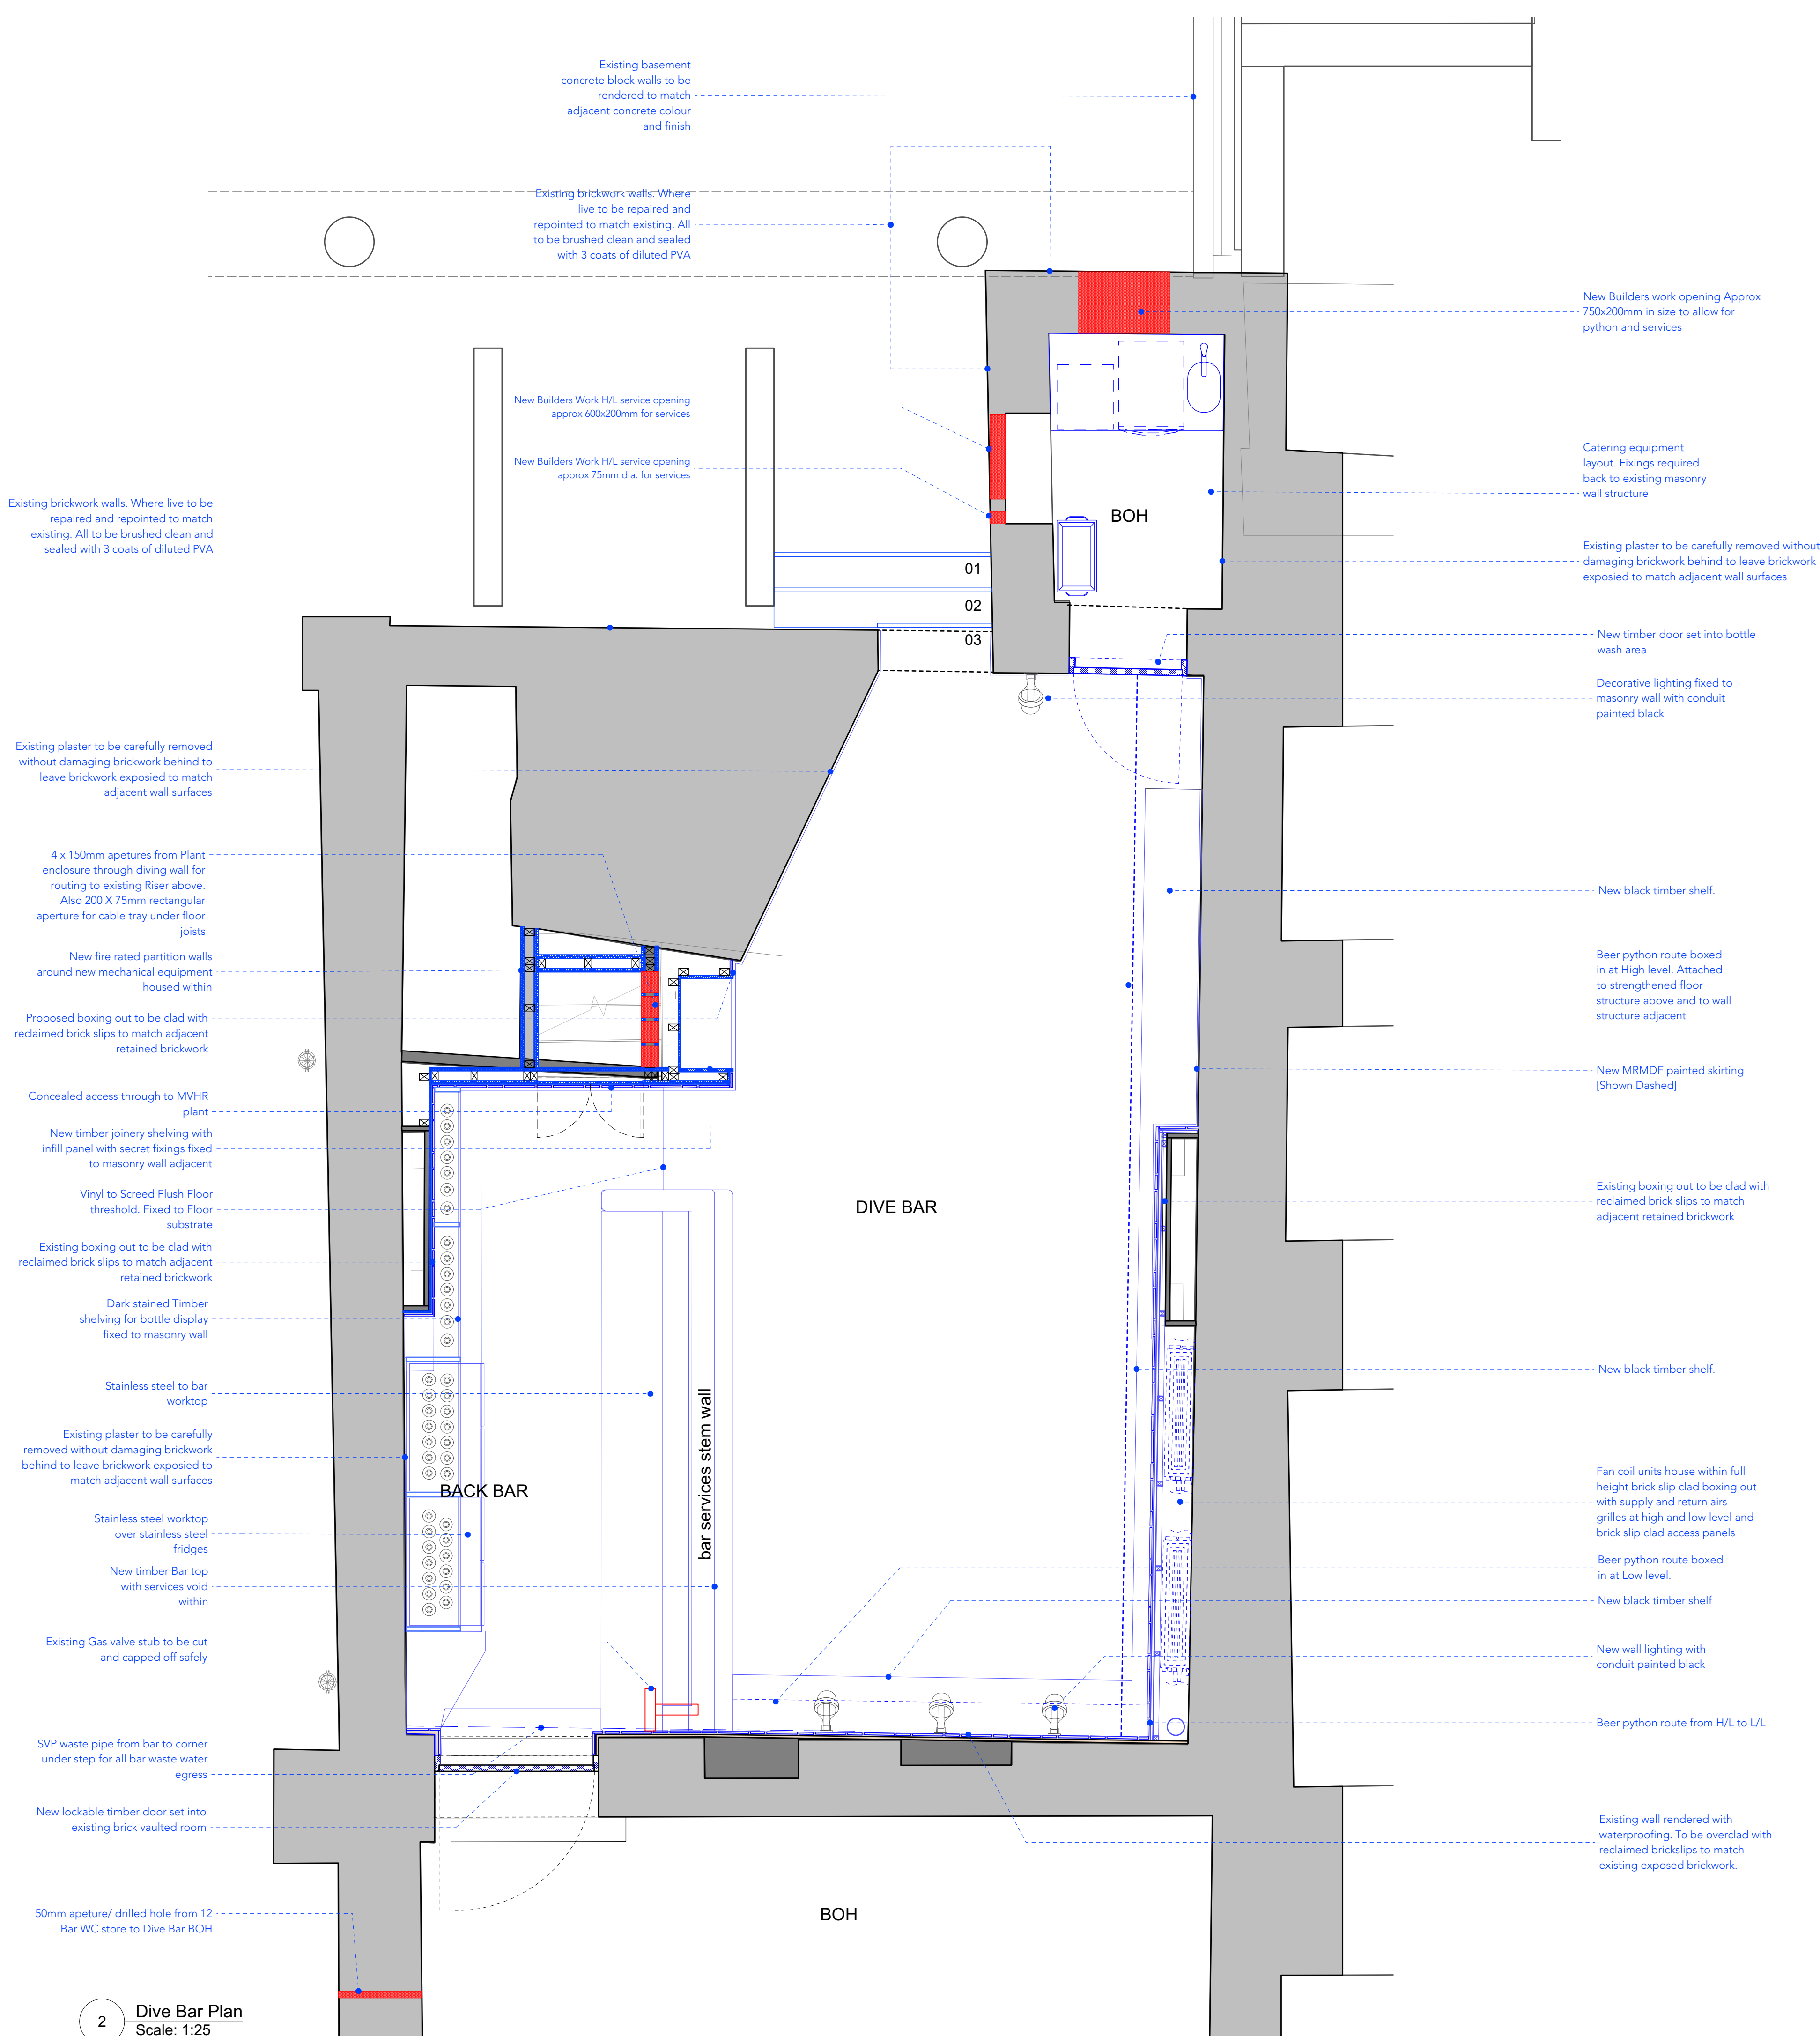 Existing basement
concrete block walls to be
rendered to match
adjacent concrete colour
and finish
Existing brickwork walls. Where
live to be repaired and
repointed to match existing. All
to be brushed clean and sealed
with 3 coats of diluted PVA
New Builders Work H/L service opening
approx 600x200mm for services
New Builders Work H/L service opening
approx 75mm dia. for services
Existing brickwork walls. Where live to be
repaired and repointed to match
existing. All to be brushed clean and
sealed with 3 coats of diluted PVA
Existing plaster to be carefully removed
without damaging brickwork behind to
leave brickwork exposied to match
adjacent wall surfaces
4 x 150mm apetures from Plant
enclosure through diving wall for
routing to existing Riser above.
Also 200 X 75mm rectangular
aperture for cable tray under floor
joists
New fire rated partition walls
around new mechanical equipment
housed within
Proposed boxing out to be clad with
reclaimed brick slips to match adjacent
retained brickwork
Concealed access through to MVHR
plant
New timber joinery shelving with
infill panel with secret fixings fixed
to masonry wall adjacent
Vinyl to Screed Flush Floor
threshold. Fixed to Floor
substrate
Existing boxing out to be clad with
reclaimed brick slips to match adjacent
retained brickwork
Dark stained Timber
shelving for bottle display
fixed to masonry wall
Stainless steel to bar
worktop
Existing plaster to be carefully
removed without damaging brickwork
behind to leave brickwork exposied to
match adjacent wall surfaces
Stainless steel worktop
over stainless steel
fridges
New timber Bar top
with services void
within
Existing Gas valve stub to be cut
and capped off safely
SVP waste pipe from bar to corner
under step for all bar waste water
egress
New lockable timber door set into
existing brick vaulted room
50mm apeture/ drilled hole from 12
Bar WC store to Dive Bar BOH
01
02
03
BOH
DIVE BAR
BACK BAR
bar services stem wall
BOH
New Builders work opening Approx
750x200mm in size to allow for
python and services
Catering equipment
layout. Fixings required
back to existing masonry
wall structure
Existing plaster to be carefully removed without
damaging brickwork behind to leave brickwork
exposied to match adjacent wall surfaces
New timber door set into bottle
wash area
Decorative lighting fixed to
masonry wall with conduit
painted black
New black timber shelf.
Beer python route boxed
in at High level. Attached
to strengthened floor
structure above and to wall
structure adjacent
New MRMDF painted skirting
[Shown Dashed]
Existing boxing out to be clad with
reclaimed brick slips to match
adjacent retained brickwork
New black timber shelf.
Fan coil units house within full
height brick slip clad boxing out
with supply and return airs
grilles at high and low level and
brick slip clad access panels
Beer python route boxed
in at Low level.
New black timber shelf
New wall lighting with
conduit painted black
Beer python route from H/L to L/L
Existing wall rendered with
waterproofing. To be overclad with
reclaimed brickslips to match
existing exposed brickwork.
2
Dive Bar Plan
Scale: 1:25